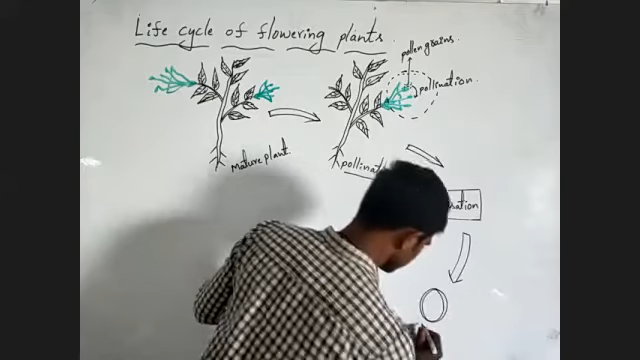 Life cycle of flowering plants.
pollen grains.
pollination.
mature plant.